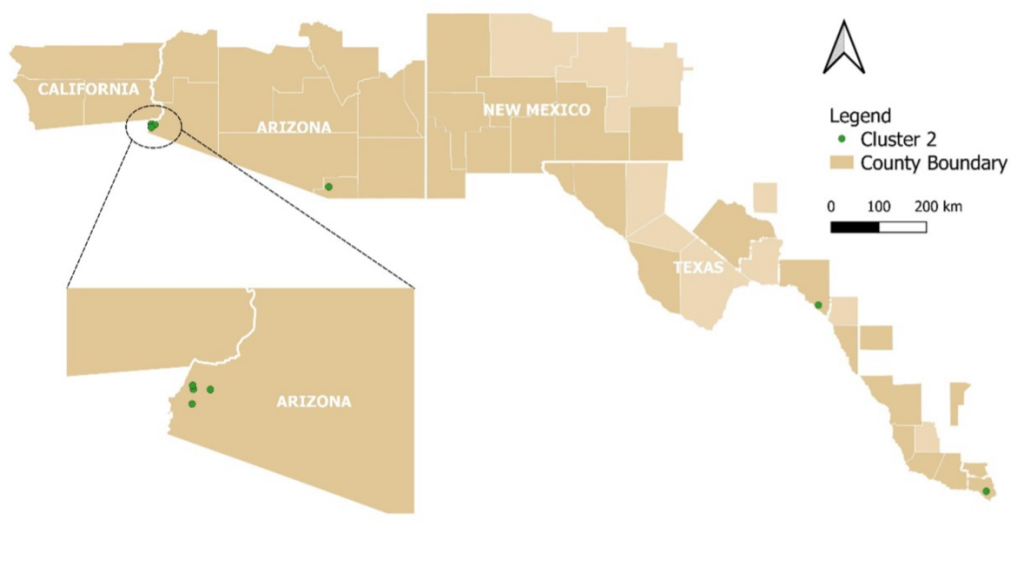 CALIFORNIA
ARIZONA
NEW MEXICO
TEXAS
ARIZONA
Legend
Cluster 2
County Boundary
0 100 200 km